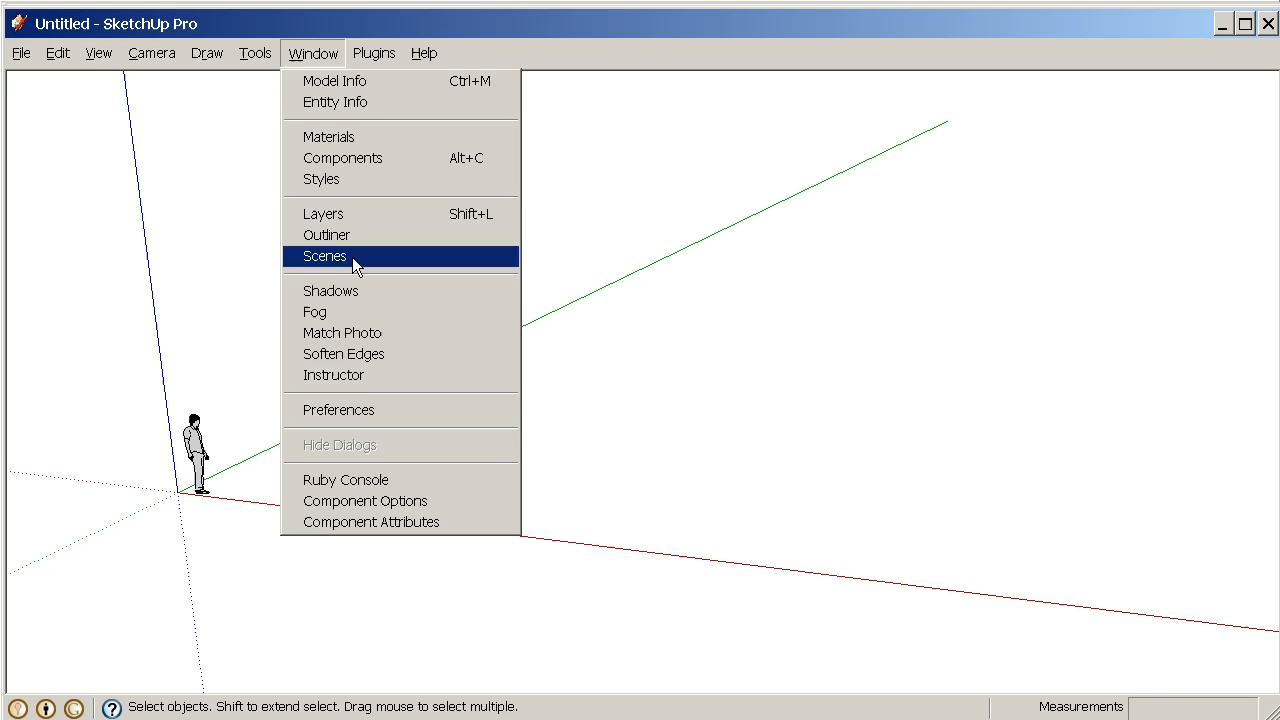 Untitled - SketchUp Pro
File Edit View Camera Draw Tools Window Plugins Help
Model Info Ctrl+M
Entity Info
Materials
Components Alt+C
Styles
Layers Shift+L
Outliner
Scenes
Shadows
Fog
Match Photo
Soften Edges
Instructor
Preferences
Hide Dialogs
Ruby Console
Component Options
Component Attributes
Select objects. Shift to extend select. Drag mouse to select multiple. Measurements